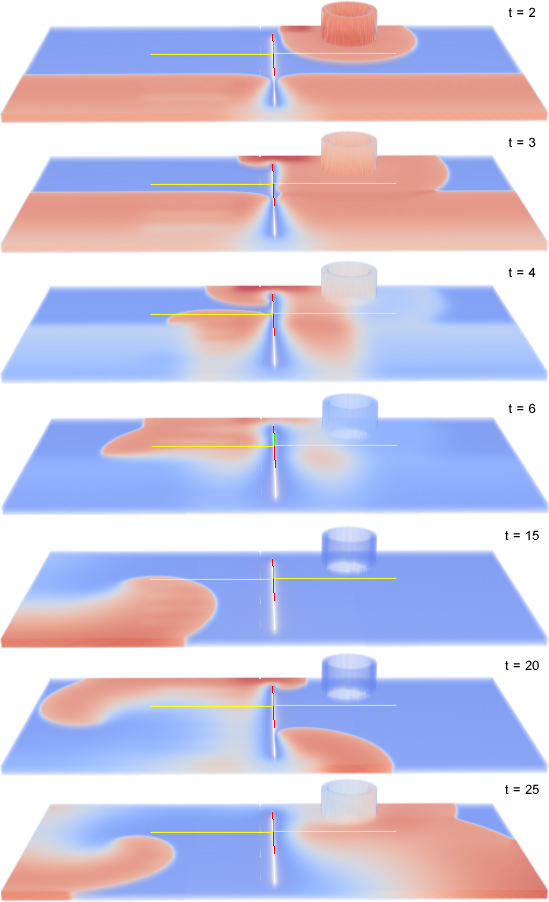 t = 2
t = 3
t = 4
t = 6
t = 15
t = 20
t = 25